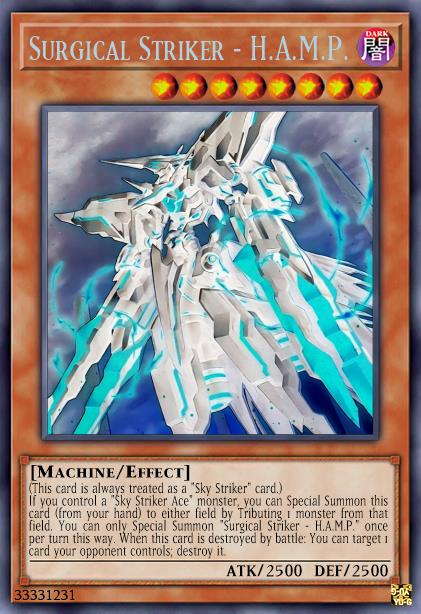 SURGICAL STRIKER - H.A.M.P.
DARK
闇
[MACHINE/EFFECT]
(This card is always treated as a "Sky Striker" card.)
If you control a "Sky Striker Ace" monster, you can Special Summon this
card (from your hand) to either field by Tributing 1 monster from that
field. You can only Special Summon "Surgical Striker - H.A.M.P." once
per turn this way. When this card is destroyed by battle: You can target 1
card your opponent controls; destroy it.
ATK/2500 DEF/2500
33331231